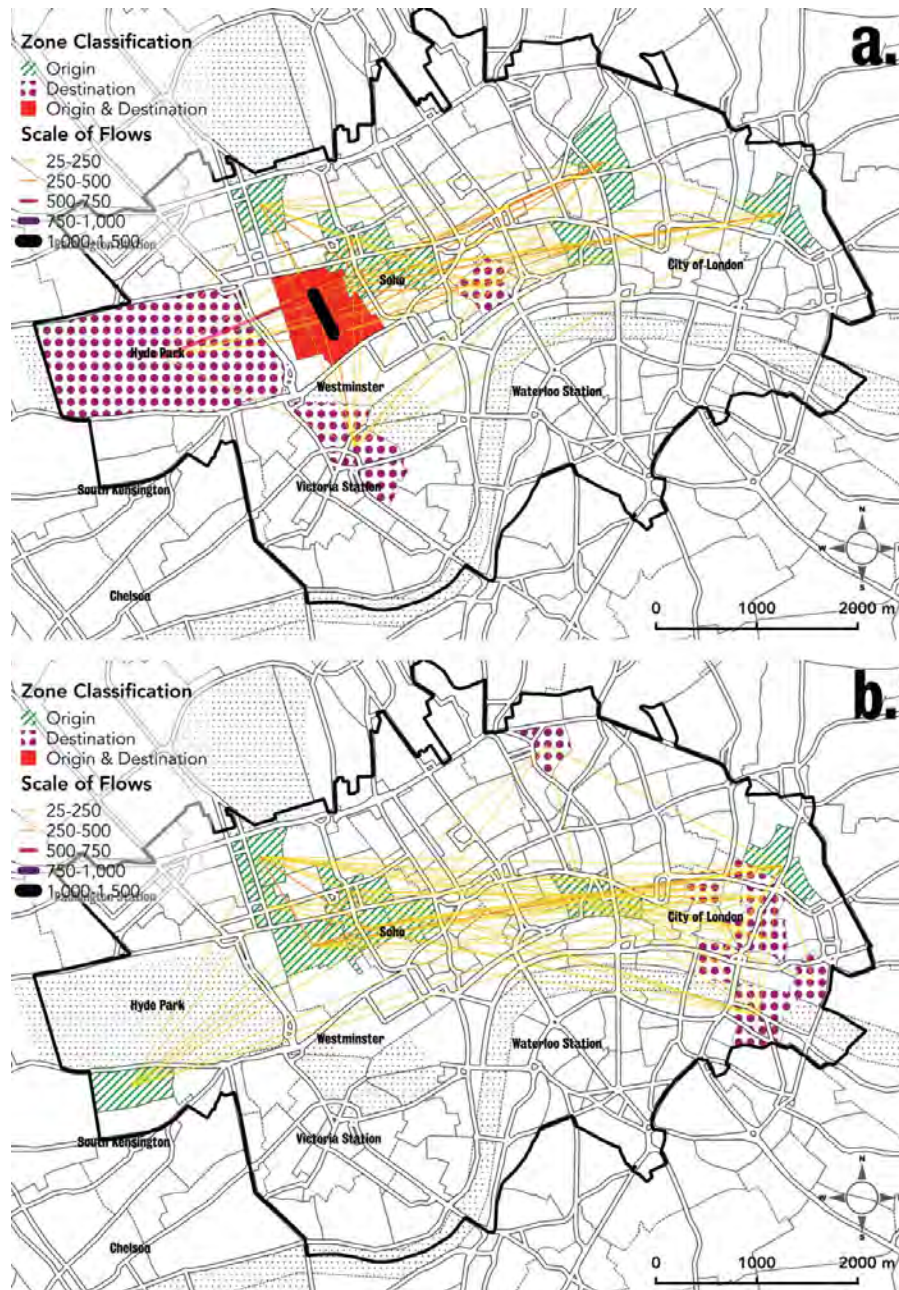 a.
Zone Classification
Origin
Destination
Origin & Destination
Scale of Flows
25-250
250-500
500-750
750-1,000
1,000-1,500
Soho
City of London
Hyde Park
Westminster
Waterloo Station
South Kensington
Victoria Station
Chelsea
N
W
S
0 1000 2000 m
b.
Zone Classification
Origin
Destination
Origin & Destination
Scale of Flows
25-250
250-500
500-750
750-1,000
1,000-1,500
Soho
City of London
Hyde Park
Westminster
Waterloo Station
South Kensington
Victoria Station
Chelsea
N
W
S
0 1000 2000 m